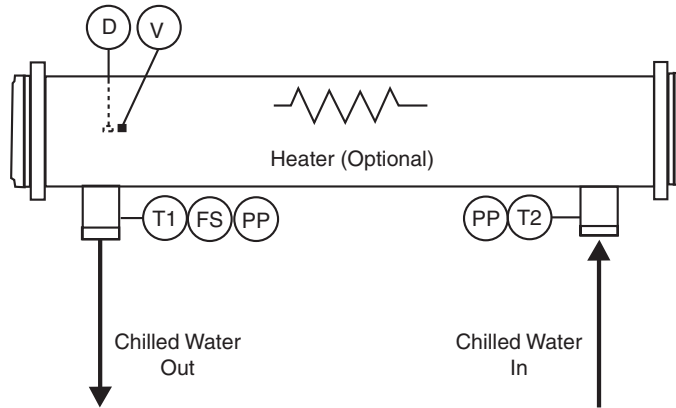 D V
Heater (Optional)
T1 FS PP
PP T2
Chilled Water
Out
Chilled Water
In